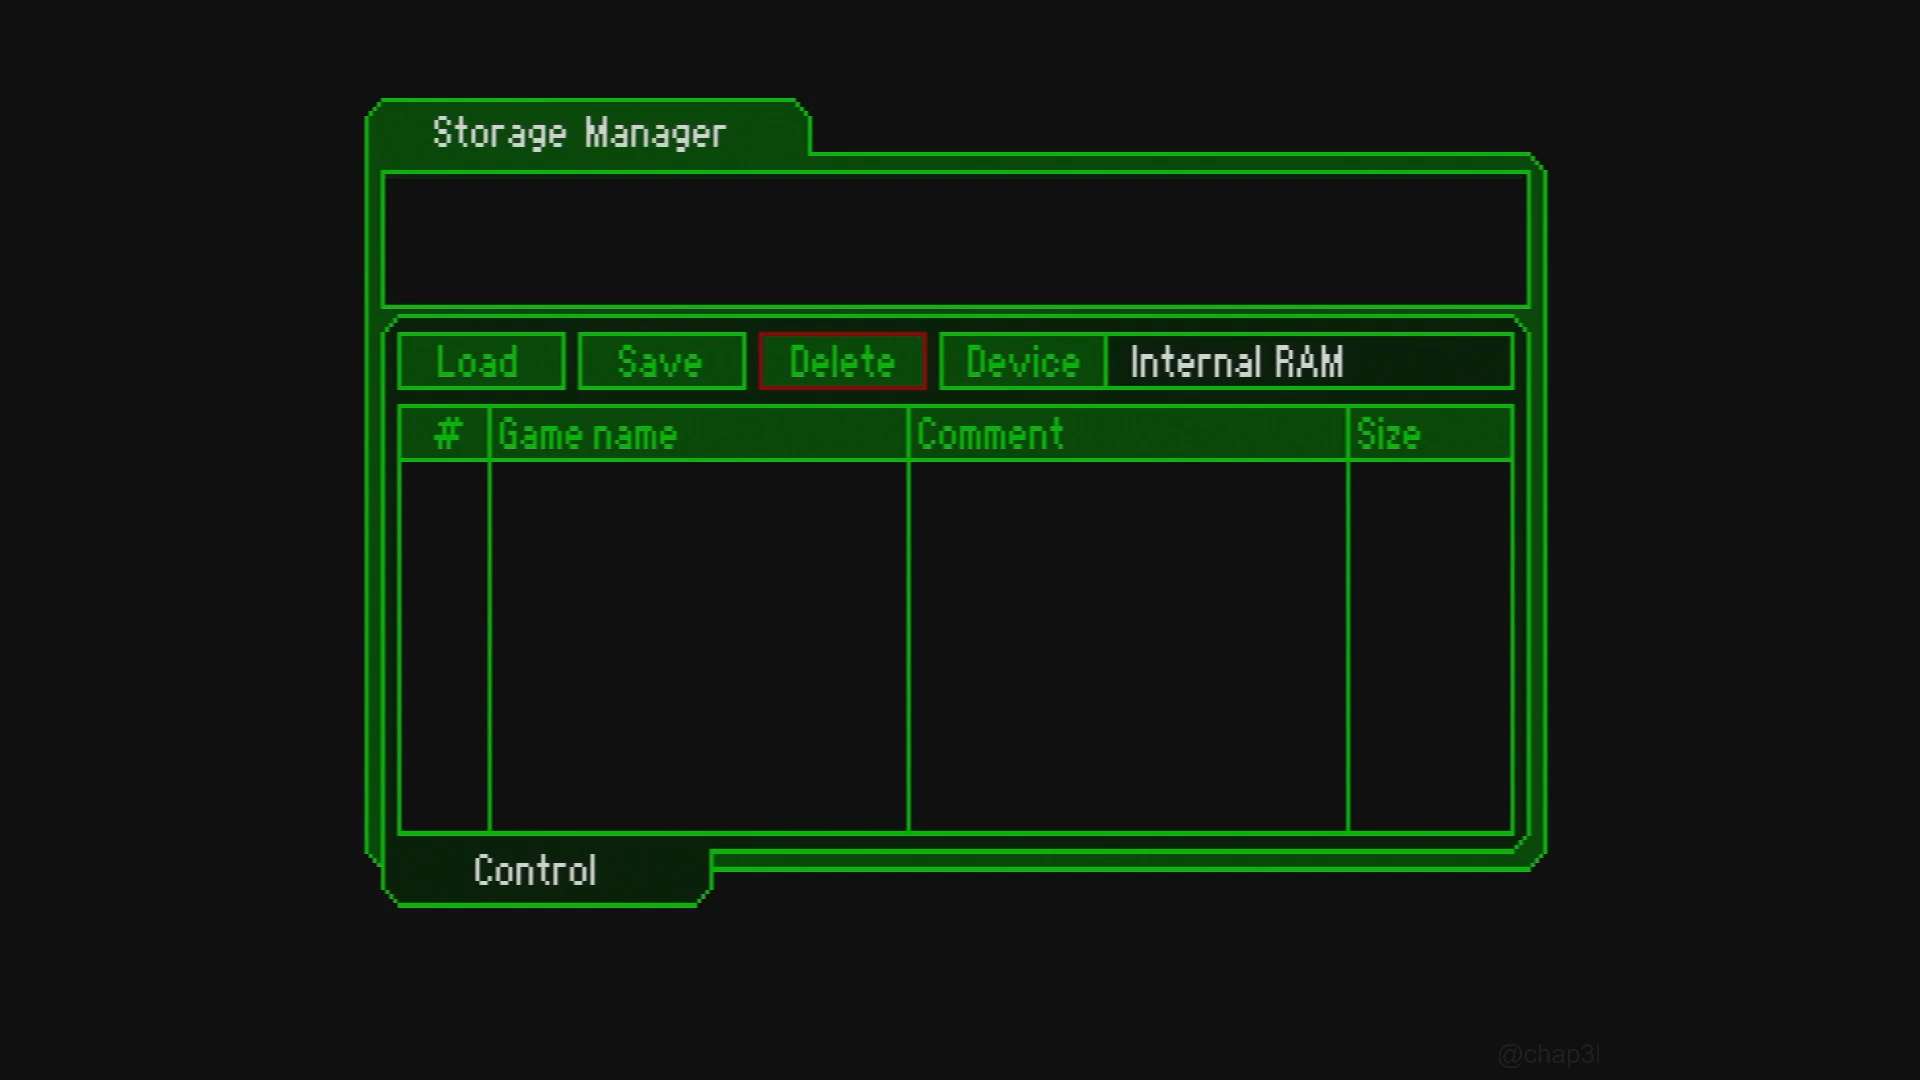 Storage Manager
Load Save Delete Device Internal RAM
# Game name Comment Size
Control
@chap3l